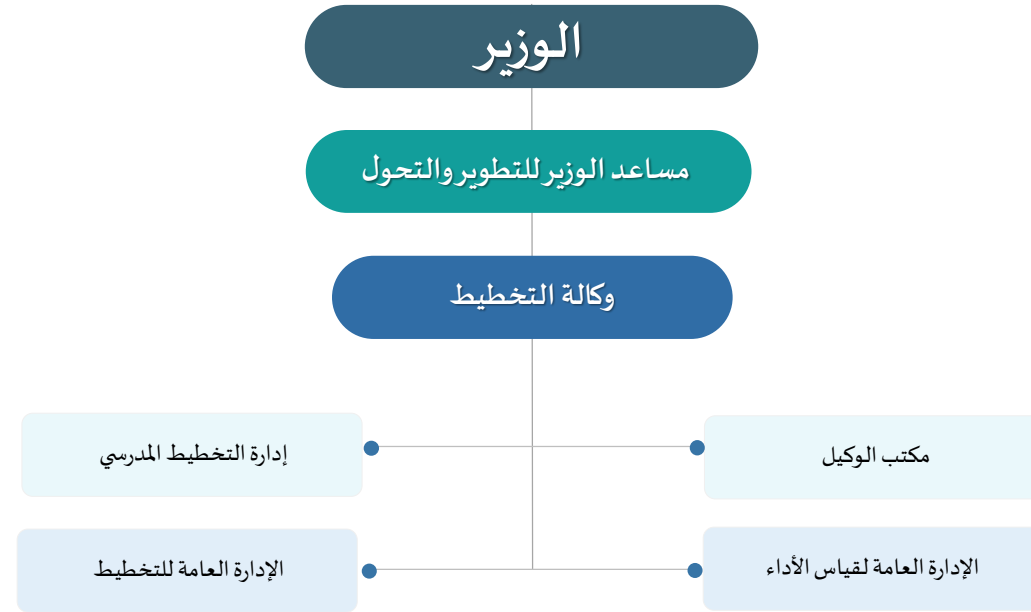 الوزير
مساعد الوزير للتطوير والتحول
وكالة التخطيط
مكتب الوكيل
إدارة التخطيط المدرسي
الإدارة العامة لقياس الأداء
الإدارة العامة للتخطيط